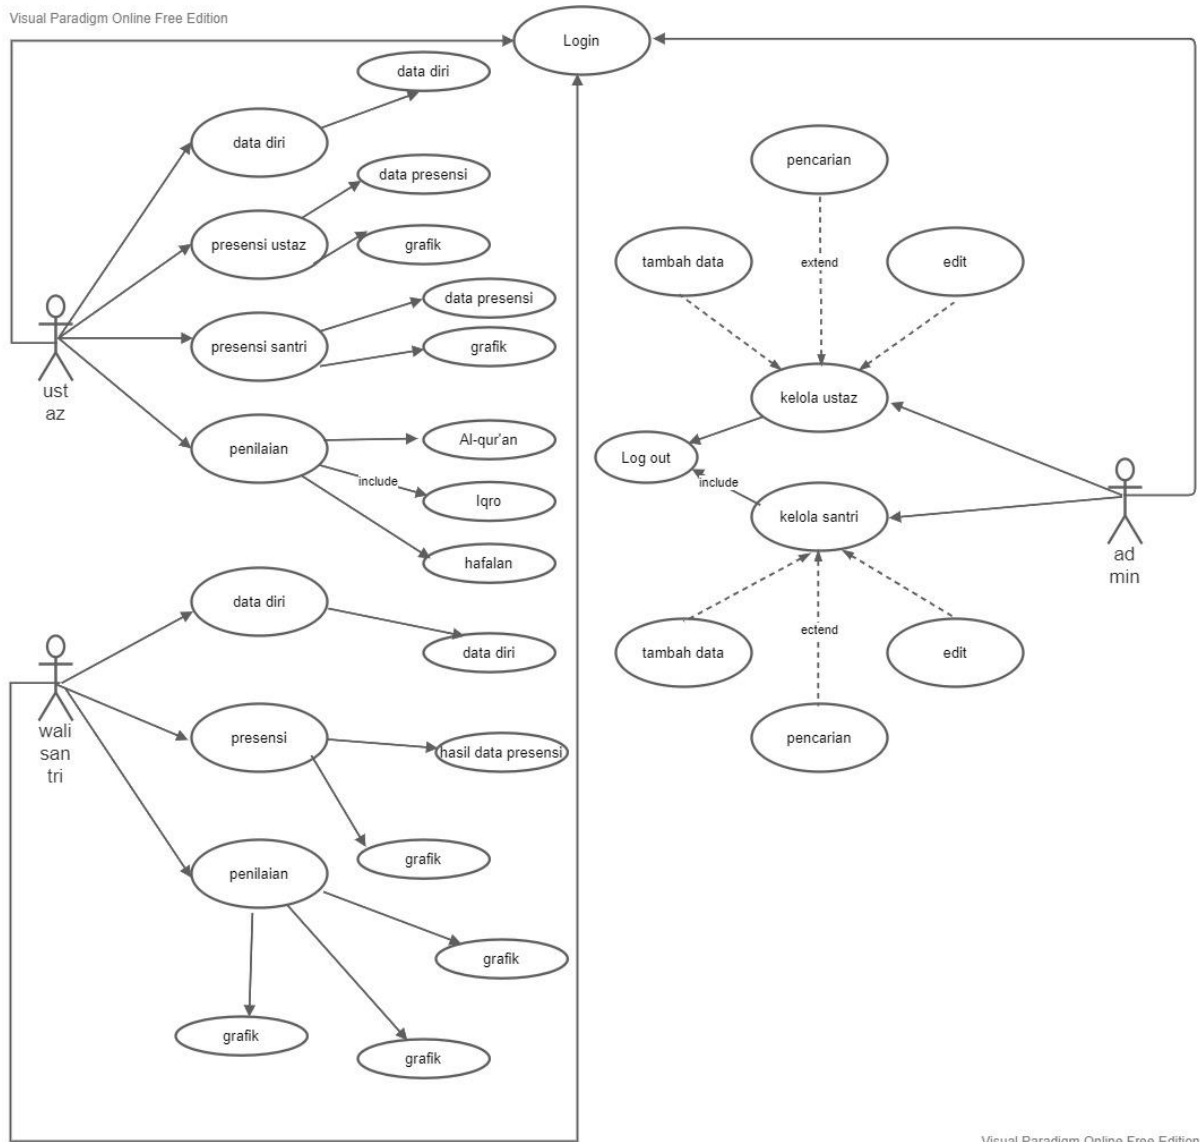 Visual Paradigm Online Free Edition
Login
data diri
data diri
data presensi
presensi ustaz
grafik
data presensi
presensi santri
grafik
ust
az
penilaian
Al-qur'an
include
Iqro
hafalan
data diri
data diri
wali
san
tri
presensi
hasil data presensi
grafik
penilaian
grafik
grafik
grafik
pencarian
tambah data
extend
edit
kelola ustaz
Log out
include
kelola santri
ad
min
tambah data
ectend
edit
pencarian
Visual Paradigm Online Free Edition